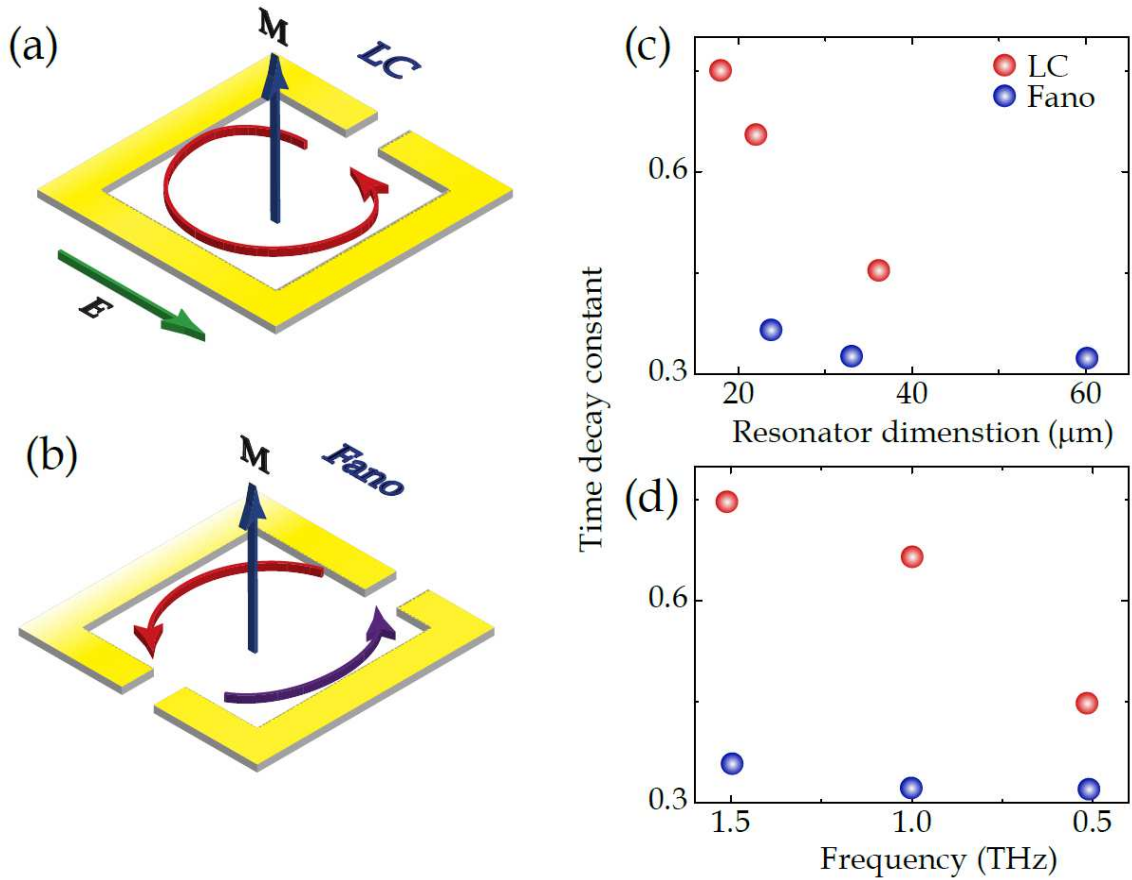 (a)
M
LC
E
(b)
M
Fano
(c)
LC
Fano
0.6
0.3
20 40 60
Resonator dimenstion (μm)
Time decay constant
(d)
0.6
0.3
1.5 1.0 0.5
Frequency (THz)